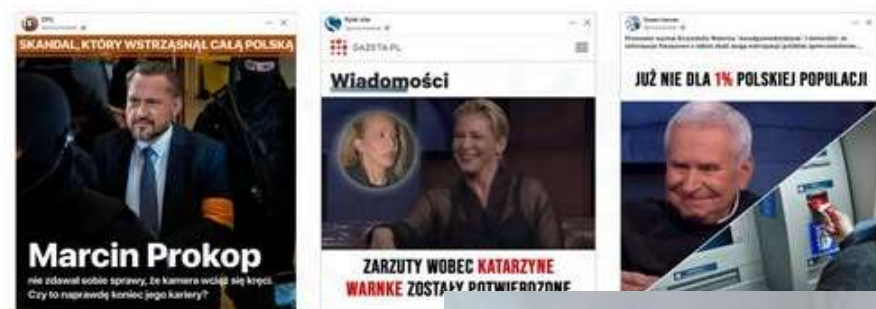 SKANDAL, KTÓRY WSTRZĄSNĄŁ CAŁĄ POLSKĄ
Marcin Prokop
nie zdawał sobie sprawy, że kamera wciąż się kręci.
Czy to naprawdę koniec jego kariery?
GAZETA.PL
Wiadomości
ZARZUTY WOBEC KATARZYNE
WARNKE ZOSTAŁY POTWIERDZONE
JUŻ NIE DLA 1% POLSKIEJ POPULACJI